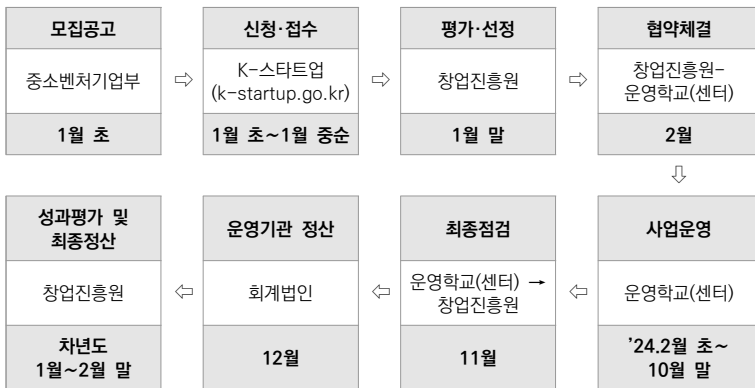 모집공고
신청·접수
평가·선정
협약체결
중소벤처기업부
⇨
K-스타트업
(k-startup.go.kr)
⇨
창업진흥원
⇨
창업진흥원-
운영학교(센터)
1월 초
1월 초~1월 중순
1월 말
2월
⇩
성과평가 및
최종정산
운영기관 정산
최종점검
사업운영
창업진흥원
⇦
회계법인
⇦
운영학교(센터) →
창업진흥원
⇦
운영학교(센터)
차년도
1월~2월 말
12월
11월
’24.2월 초~
10월 말